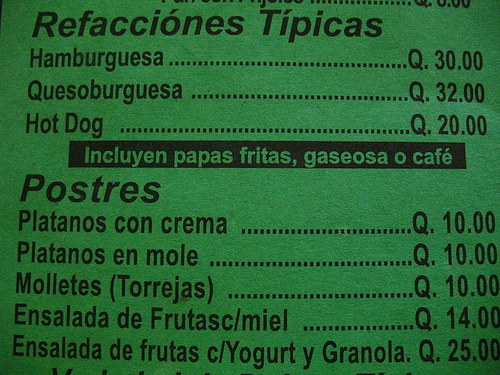 Refacciónes Típicas
Hamburguesa ........................................Q. 30.00
Quesoburguesa ....................................Q. 32.00
Hot Dog ................................................Q. 20.00
Incluyen papas fritas, gaseosa o café
Postres
Platanos con crema ............................Q. 10.00
Platanos en mole ...............................Q. 10.00
Molletes (Torrejas) ..............................Q. 10.00
Ensalada de Frutasc/miel ..................Q. 14.00
Ensalada de frutas c/Yogurt y Granola. Q. 25.00